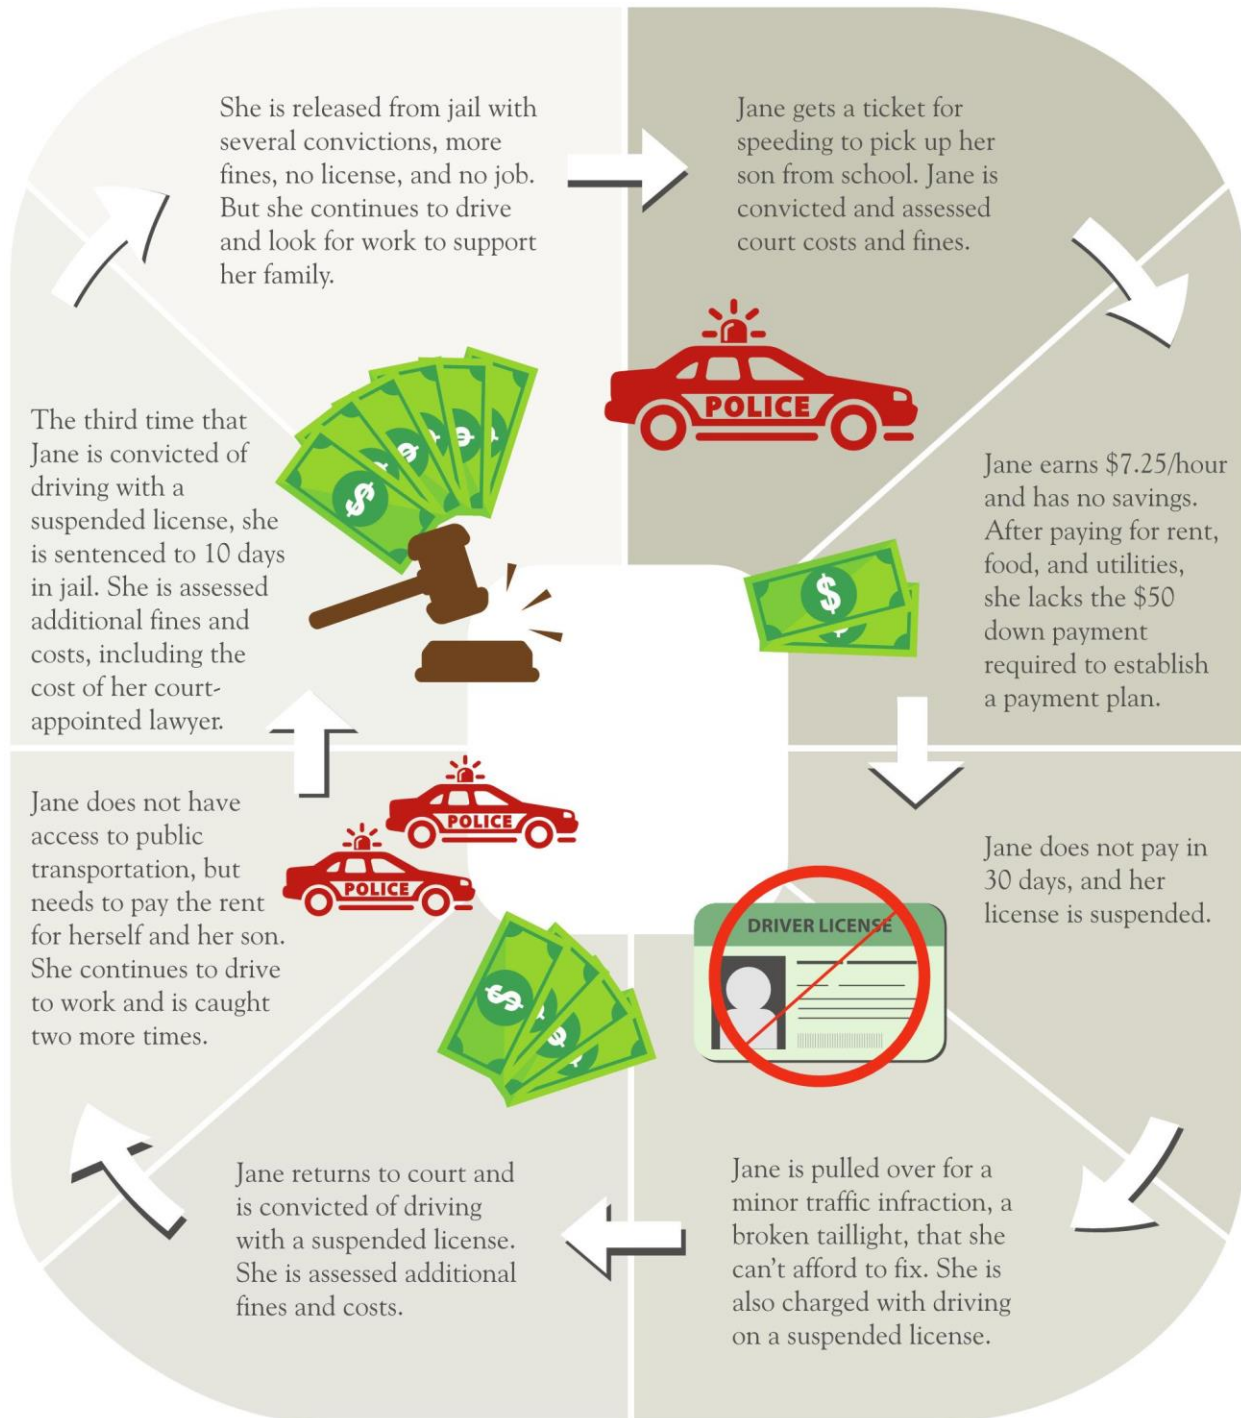 Jane gets a ticket for
speeding to pick up her
son from school. Jane is
convicted and assessed
court costs and fines.
POLICE
Jane earns $7.25/hour
and has no savings.
After paying for rent,
food, and utilities,
she lacks the $50
down payment
required to establish
a payment plan.
$
$
Jane does not pay in
30 days, and her
license is suspended.
DRIVER LICENSE
Jane is pulled over for a
minor traffic infraction, a
broken taillight, that she
can't afford to fix. She is
also charged with driving
on a suspended license.
Jane returns to court and
is convicted of driving
with a suspended license.
She is assessed additional
fines and costs.
$
$
$
Jane does not have
access to public
transportation, but
needs to pay the rent
for herself and her son.
She continues to drive
to work and is caught
two more times.
POLICE
POLICE
The third time that
Jane is convicted of
driving with a
suspended license, she
is sentenced to 10 days
in jail. She is assessed
additional fines and
costs, including the
cost of her court-
appointed lawyer.
$
$
$
$
$
She is released from jail with
several convictions, more
fines, no license, and no job.
But she continues to drive
and look for work to support
her family.